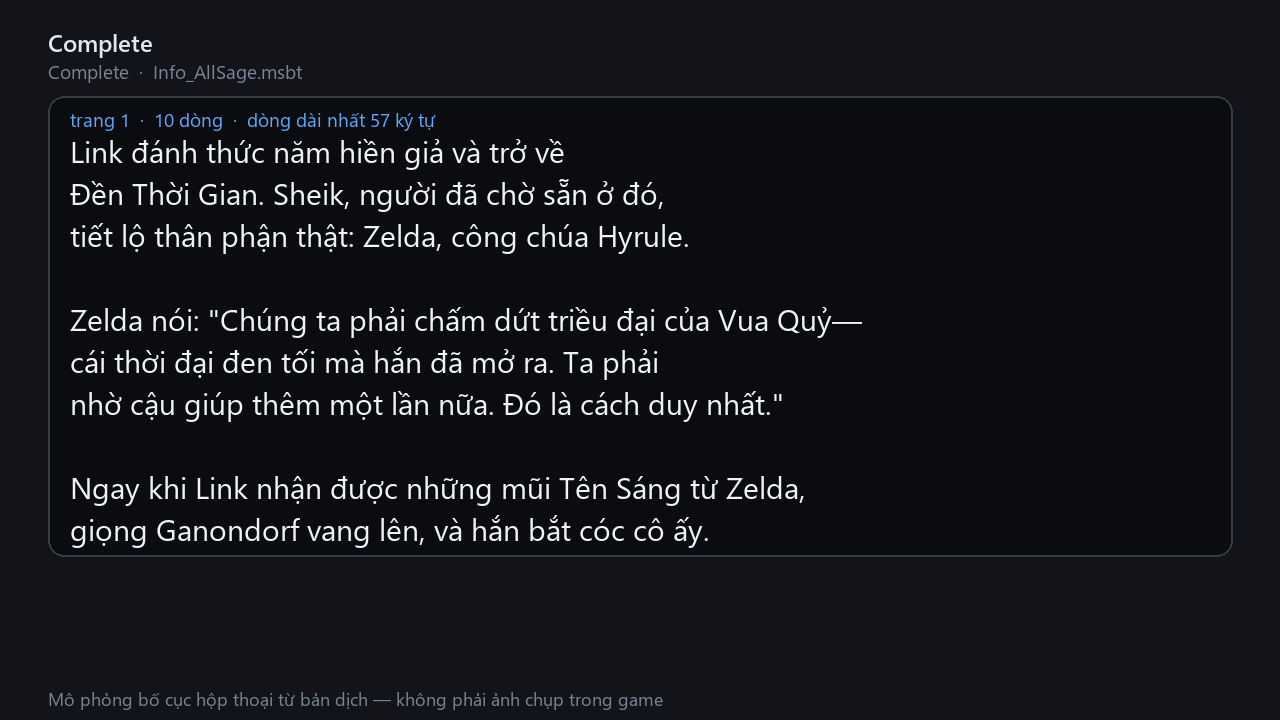 Complete
Complete · Info_AllSage.msbt
trang 1 · 10 dòng · dòng dài nhất 57 ký tự
Link đánh thức năm hiền giả và trở về
Đền Thời Gian. Sheik, người đã chờ sẵn ở đó,
tiết lộ thân phận thật: Zelda, công chúa Hyrule.
Zelda nói: "Chúng ta phải chấm dứt triều đại của Vua Quỷ—
cái thời đại đen tối mà hắn đã mở ra. Ta phải
nhờ cậu giúp thêm một lần nữa. Đó là cách duy nhất."
Ngay khi Link nhận được những mũi Tên Sáng từ Zelda,
giọng Ganondorf vang lên, và hắn bắt cóc cô ấy.
Mô phỏng bố cục hộp thoại từ bản dịch — không phải ảnh chụp trong game